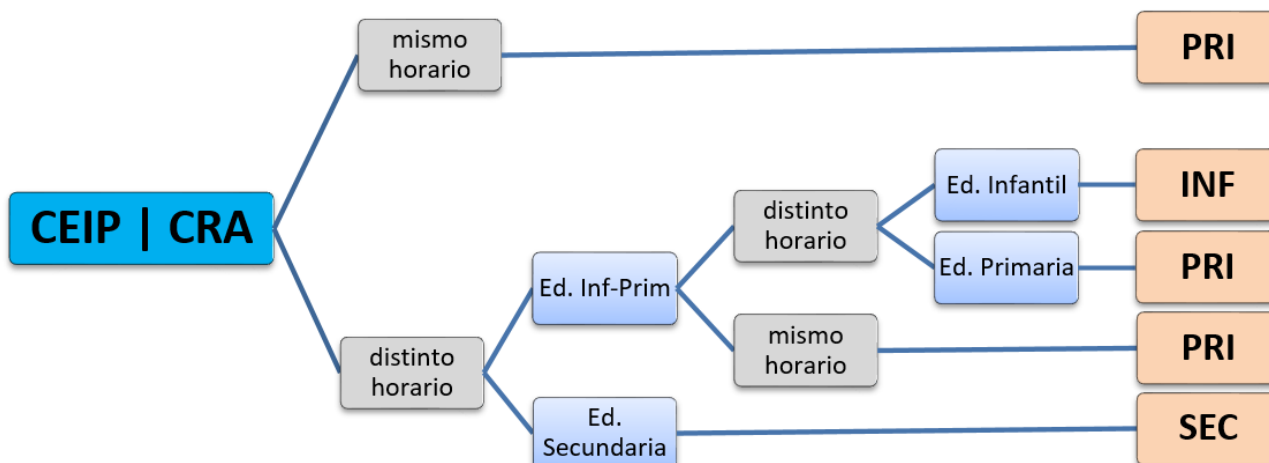 mismo
horario
PRI
CEIP | CRA
distinto
horario
Ed. Inf-Prim
distinto
horario
Ed. Infantil
INF
Ed. Primaria
PRI
mismo
horario
PRI
Ed.
Secundaria
SEC